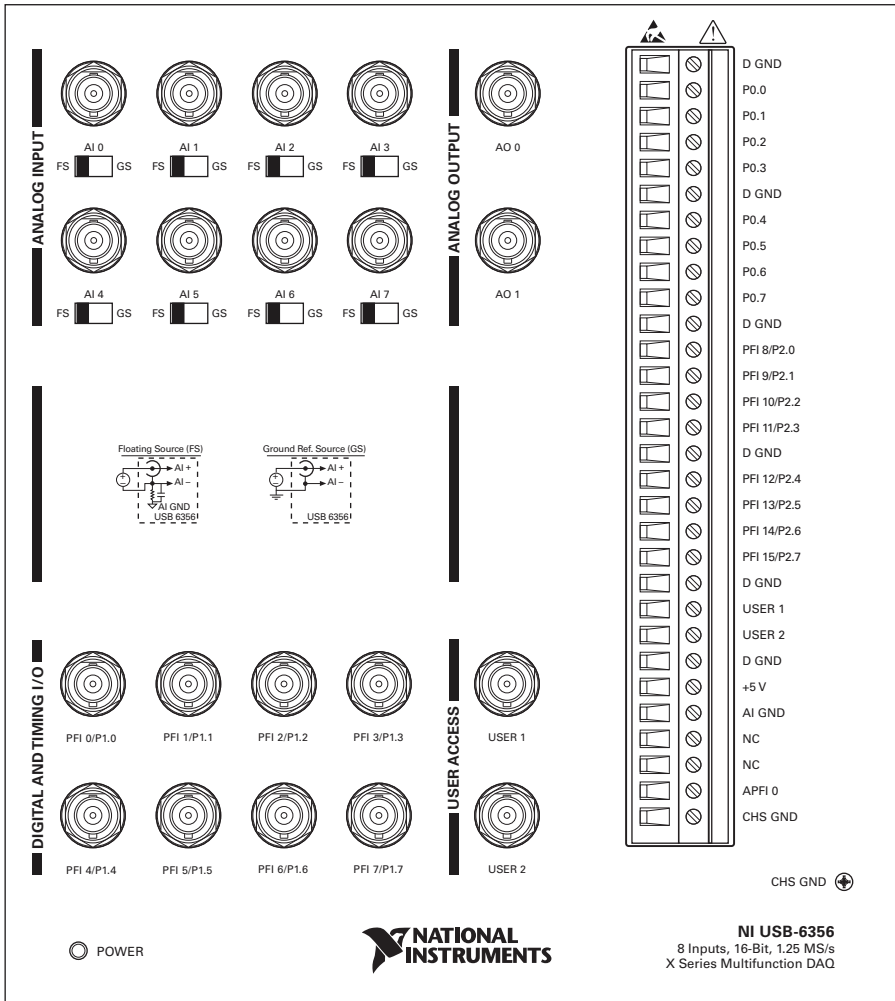 ANALOG INPUT
AI 0
AI 1
AI 2
AI 3
FS GS
FS GS
FS GS
FS GS
AI 4
AI 5
AI 6
AI 7
FS GS
FS GS
FS GS
FS GS
ANALOG OUTPUT
AO 0
AO 1
Floating Source (FS)
AI +
AI –
AI GND
USB 6356
Ground Ref. Source (GS)
AI +
AI –
USB 6356
DIGITAL AND TIMING I/O
PFI 0/P1.0
PFI 1/P1.1
PFI 2/P1.2
PFI 3/P1.3
PFI 4/P1.4
PFI 5/P1.5
PFI 6/P1.6
PFI 7/P1.7
USER ACCESS
USER 1
USER 2
D GND
P0.0
P0.1
P0.2
P0.3
D GND
P0.4
P0.5
P0.6
P0.7
D GND
PFI 8/P2.0
PFI 9/P2.1
PFI 10/P2.2
PFI 11/P2.3
D GND
PFI 12/P2.4
PFI 13/P2.5
PFI 14/P2.6
PFI 15/P2.7
D GND
USER 1
USER 2
D GND
+5 V
AI GND
NC
NC
APFI 0
CHS GND
CHS GND
POWER
NATIONAL
INSTRUMENTS
NI USB-6356
8 Inputs, 16-Bit, 1.25 MS/s
X Series Multifunction DAQ